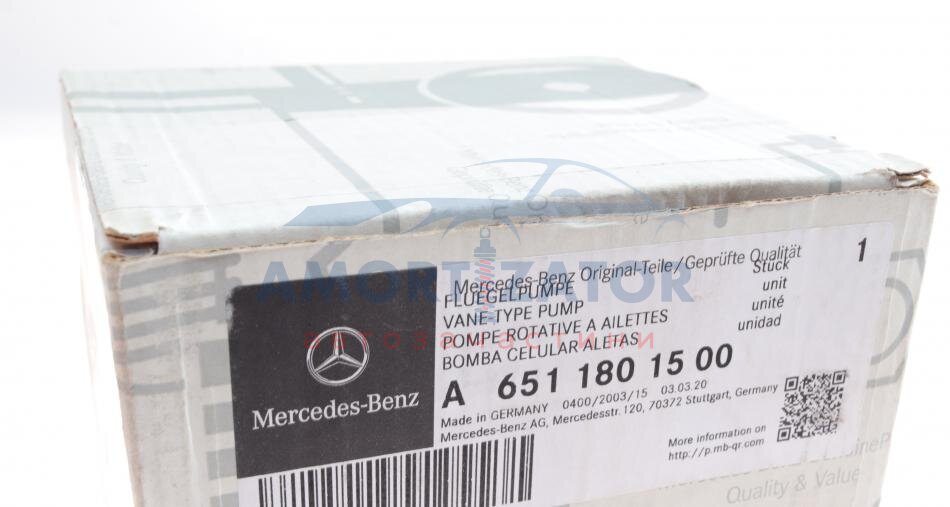 Mercedes-Benz Original-Teile/Geprüfte Qualität
FLUEGELPUMPE Stück 1
VANE-TYPE PUMP unit
POMPE ROTATIVE A AILETTES unité
BOMBA CELULAR ALETAS unidad
A 651 180 15 00
Made in GERMANY 0400/2003/15 03.03.20
Mercedes-Benz AG, Mercedesstr. 120, 70372 Stuttgart, Germany
Mercedes-Benz
More information on
http://p.mb-qr.com
Quality & Value
AMORTIZATOR
автозапчастини